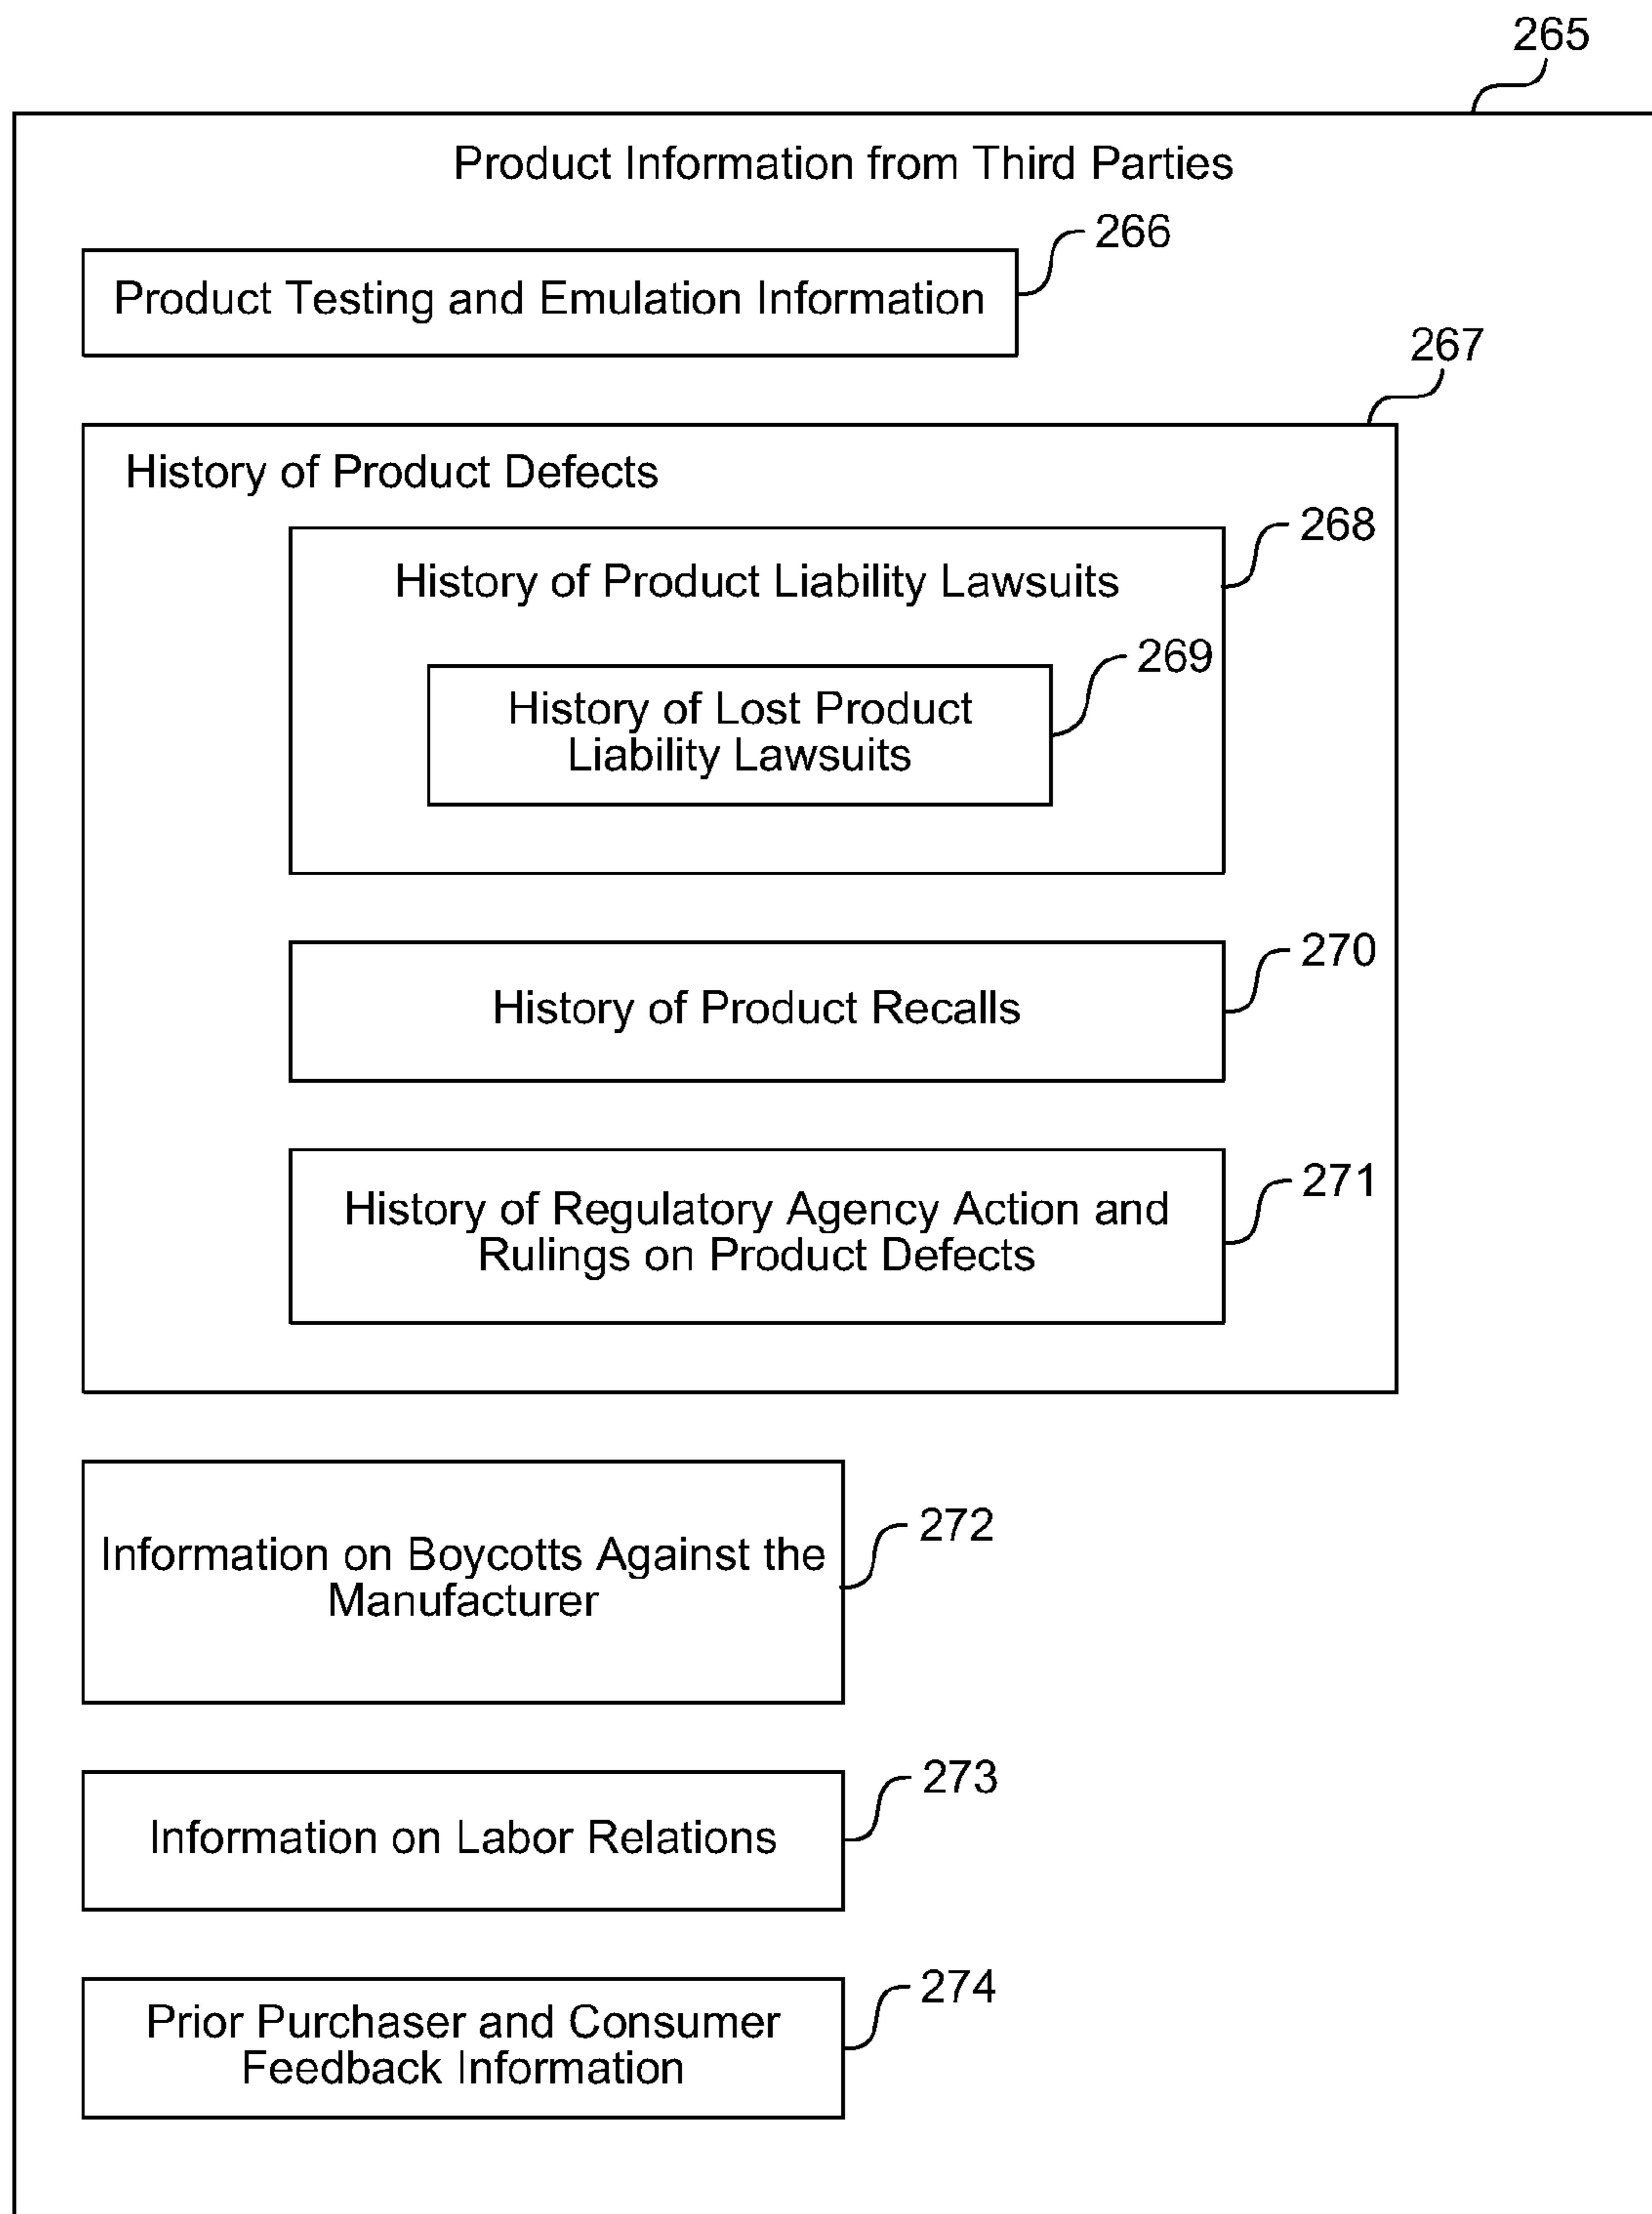 265
Product Information from Third Parties
266
Product Testing and Emulation Information
267
History of Product Defects
268
History of Product Liability Lawsuits
269
History of Lost Product
Liability Lawsuits
270
History of Product Recalls
271
History of Regulatory Agency Action and
Rulings on Product Defects
272
Information on Boycotts Against the
Manufacturer
273
Information on Labor Relations
274
Prior Purchaser and Consumer
Feedback Information